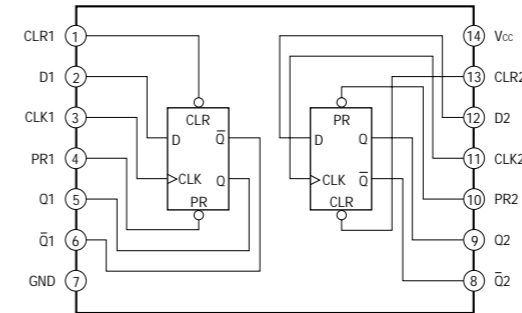 CLR1 1
D1 2
CLK1 3
PR1 4
Q1 5
Q̅1 6
GND 7
14 Vcc
13 CLR2
12 D2
11 CLK2
10 PR2
9 Q2
8 Q̅2
CLR
D Q̅
Q
CLK
PR
PR
D Q
CLK Q̅
CLR